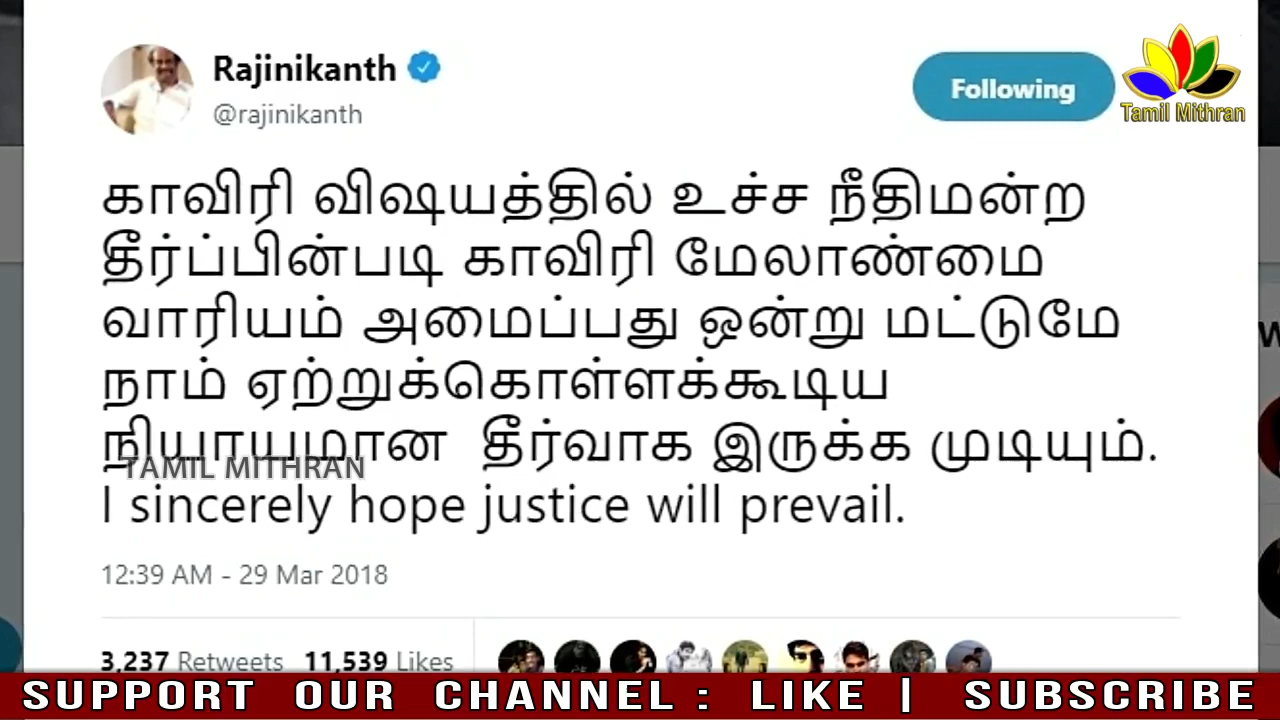 Rajinikanth
@rajinikanth
Following
Tamil Mithran
காவிரி விஷயத்தில் உச்ச நீதிமன்ற
தீர்ப்பின்படி காவிரி மேலாண்மை
வாரியம் அமைப்பது ஒன்று மட்டுமே
நாம் ஏற்றுக்கொள்ளக்கூடிய
நியாயமான தீர்வாக இருக்க முடியும்.
TAMIL MITHRAN
I sincerely hope justice will prevail.
12:39 AM - 29 Mar 2018
3,237 Retweets 11,539 Likes
SUPPORT OUR CHANNEL : LIKE | SUBSCRIBE